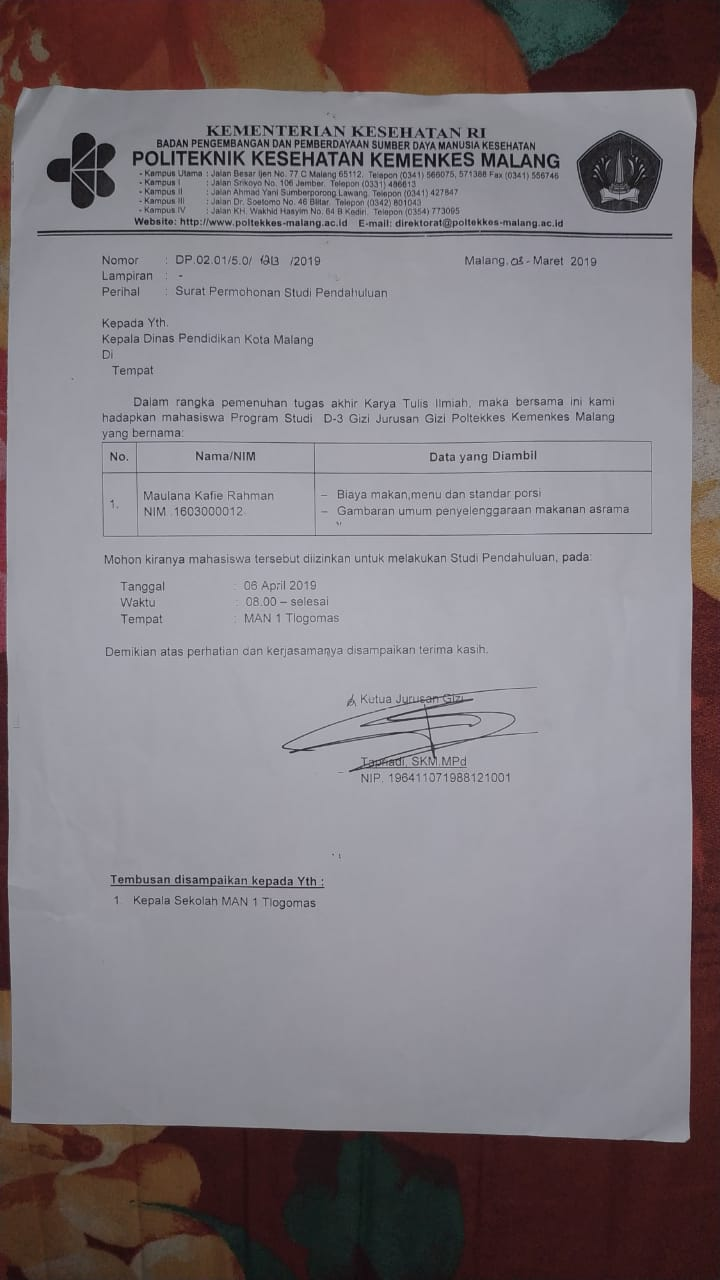 KEMENTERIAN KESEHATAN RI
BADAN PENGEMBANGAN DAN PEMBERDAYAAN SUMBER DAYA MANUSIA KESEHATAN
POLITEKNIK KESEHATAN KEMENKES MALANG
- Kampus Utama : Jalan Besar Ijen No. 77 C Malang 65112. Telepon (0341) 566075, 571388 Fax (0341) 556746
- Kampus I : Jalan Srikoyo No. 106 Jember. Telepon (0331) 486613
- Kampus II : Jalan Ahmad Yani Sumberporong Lawang. Telepon (0341) 427847
- Kampus III : Jalan Dr. Soetomo No. 46 Blitar. Telepon (0342) 801043
- Kampus IV : Jalan KH. Wakhid Hasyim No. 64 B Kediri. Telepon (0354) 773095
Website: http://www.poltekkes-malang.ac.id E-mail: direktorat@poltekkes-malang.ac.id
Nomor : DP.02.01/5.0/ /2019 Malang, 03 - Maret 2019
Lampiran : -
Perihal : Surat Permohonan Studi Pendahuluan
Kepada Yth.
Kepala Dinas Pendidikan Kota Malang
Di
Tempat
Dalam rangka pemenuhan tugas akhir Karya Tulis Ilmiah, maka bersama ini kami
hadapkan mahasiswa Program Studi D-3 Gizi Jurusan Gizi Poltekkes Kemenkes Malang
yang bernama:
No. Nama/NIM Data yang Diambil
1. Maulana Kafie Rahman – Biaya makan,menu dan standar porsi
NIM .1603000012. – Gambaran umum penyelenggaraan makanan asrama
Mohon kiranya mahasiswa tersebut diizinkan untuk melakukan Studi Pendahuluan, pada:
Tanggal : 06 April 2019
Waktu : 08.00 – selesai
Tempat : MAN 1 Tlogomas
Demikian atas perhatian dan kerjasamanya disampaikan terima kasih.
Ketua Jurusan Gizi
Tapriadi, SKM.MPd
NIP. 196411071988121001
Tembusan disampaikan kepada Yth :
1. Kepala Sekolah MAN 1 Tlogomas